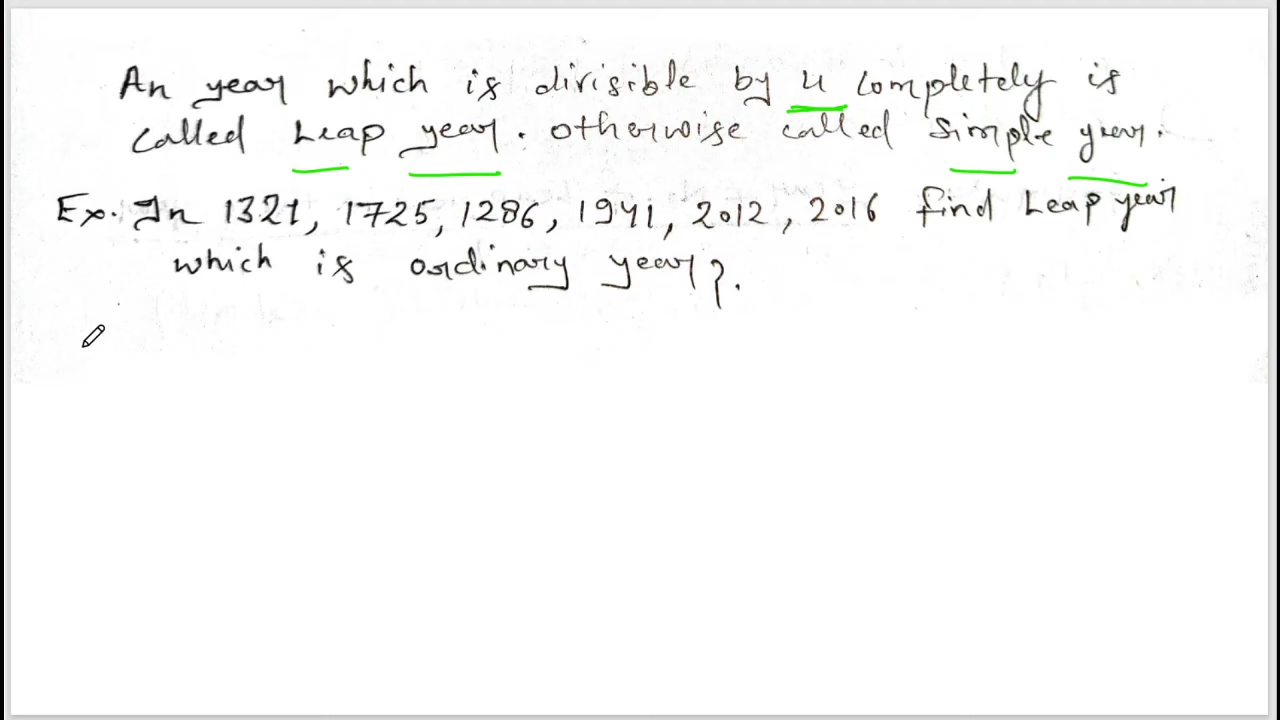 An year which is divisible by 4 completely is
called Leap year. otherwise called simple year.
Ex. In 1321, 1725, 1286, 1941, 2012, 2016 find Leap year
which is ordinary year?.